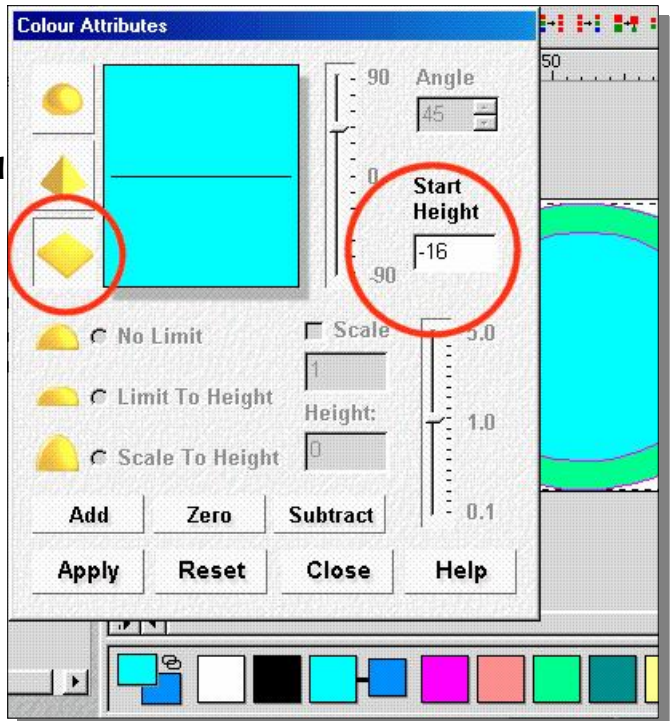 Colour Attributes
50
90
Angle
45
0
Start
Height
-16
-90
No Limit
Scale
5.0
1
Limit To Height
Height:
1.0
0
Scale To Height
Add
Zero
Subtract
0.1
Apply
Reset
Close
Help